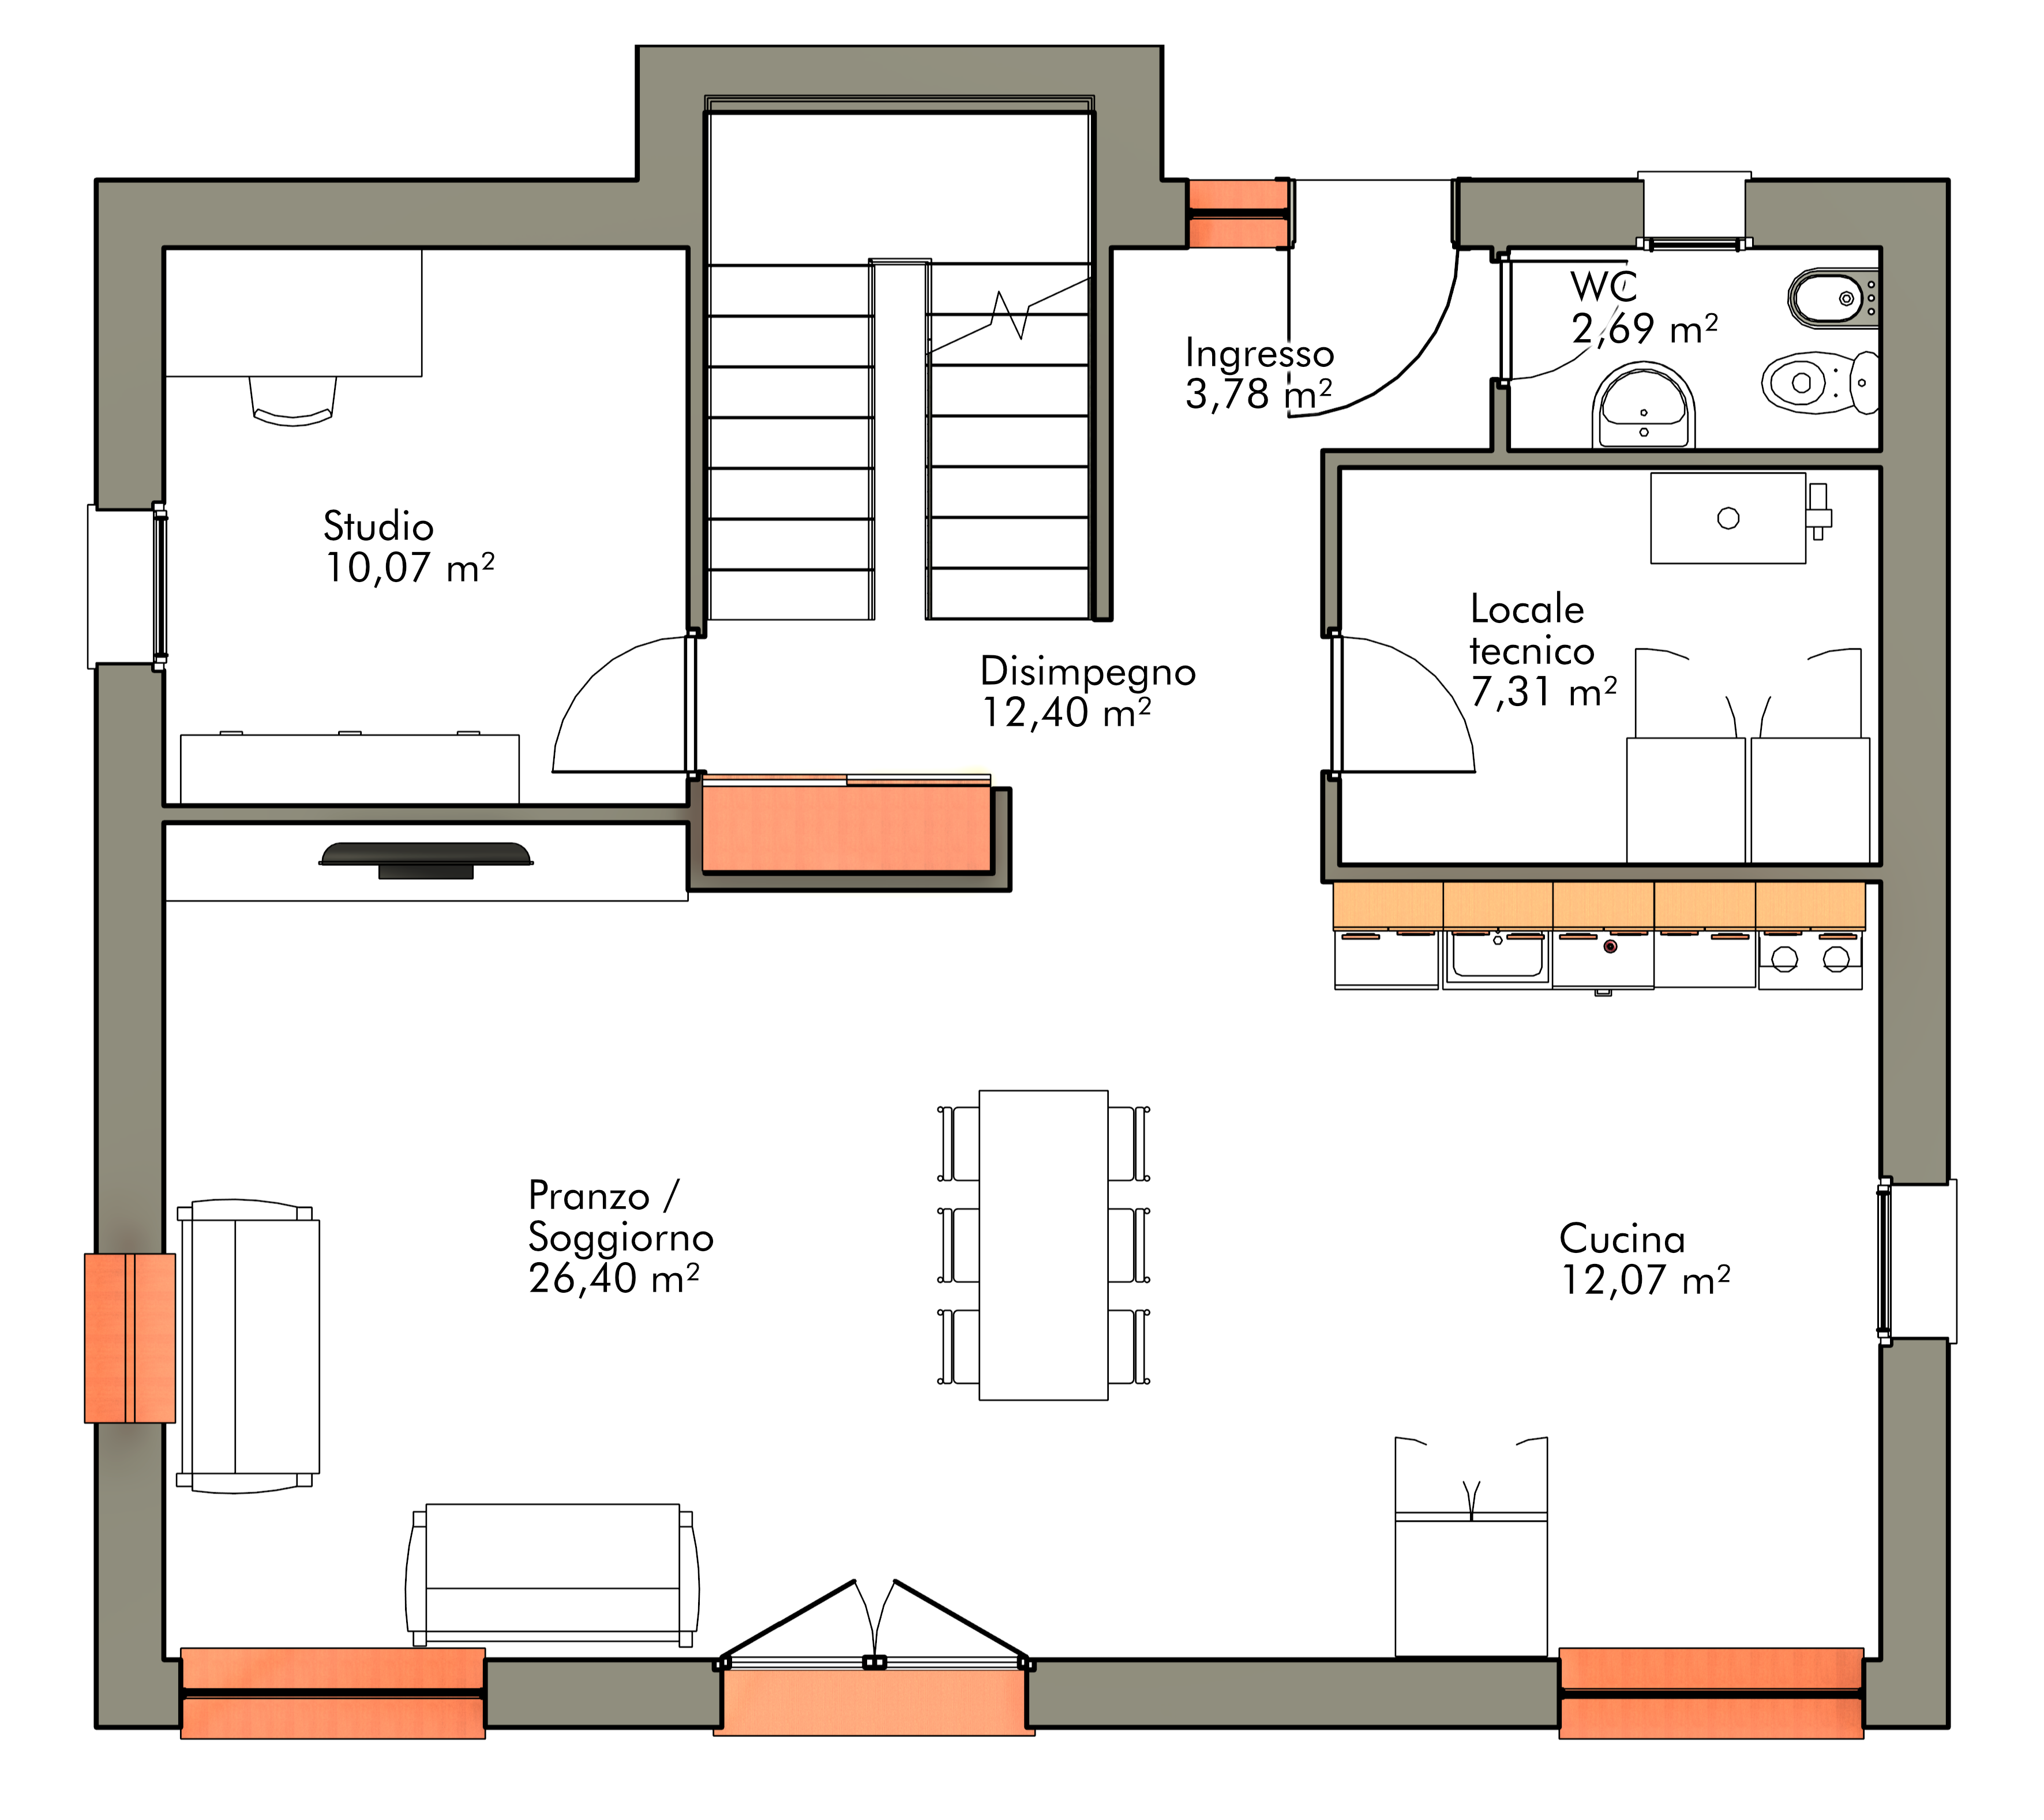 WC
2,69 m²
Ingresso
3,78 m²
Studio
10,07 m²
Locale
tecnico
7,31 m²
Disimpegno
12,40 m²
Pranzo /
Soggiorno
26,40 m²
Cucina
12,07 m²